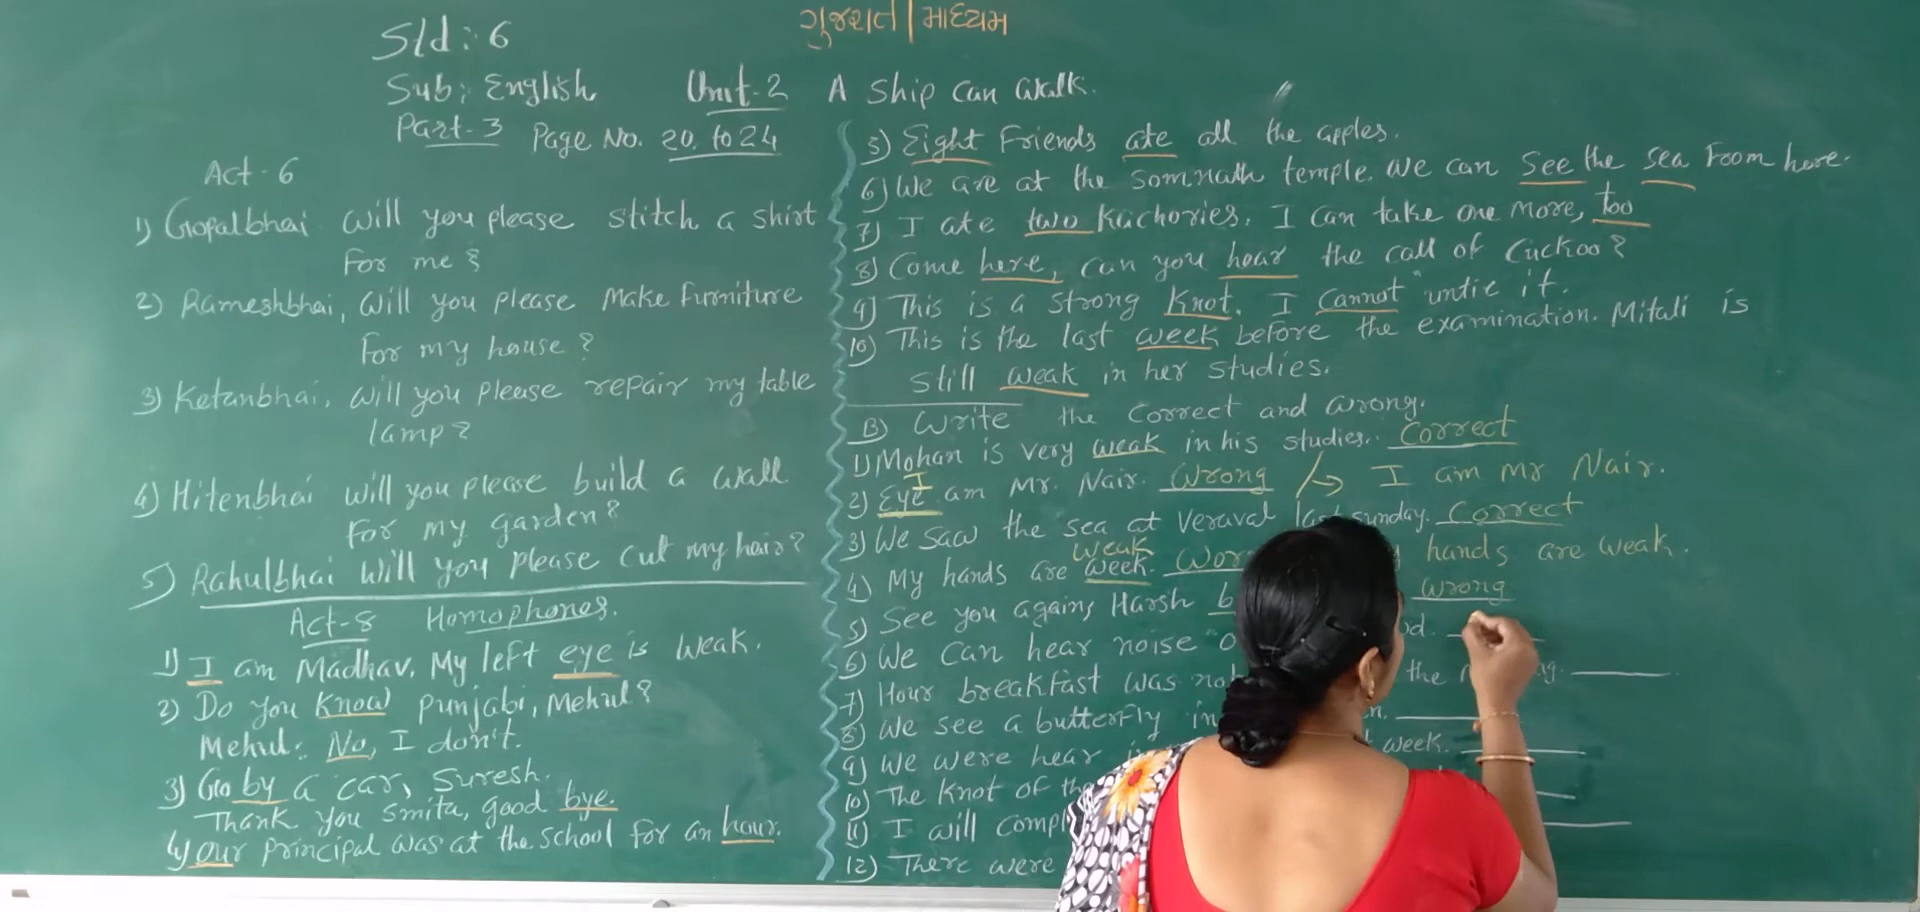 ગુજરાતી માધ્યમ
Std: 6
Sub: English Unit-2 A Ship can walk.
Part-3 Page No. 20 to 24
Act-6
1) Gopalbhai will you please stitch a shirt
for me?
2) Rameshbhai, will you please make furniture
for my house?
3) Ketanbhai, will you please repair my table
lamp?
4) Hitenbhai will you please build a wall
for my garden?
5) Rahulbhai will you please cut my hair?
Act-8 Homophones.
1) I am Madhav. My left eye is weak.
2) Do you know Punjabi, Mehul?
Mehul: No, I don't.
3) Go by a car, Suresh.
Thank you Smita, good bye.
4) Our principal was at the school for an hour.
5) Eight Friends ate all the apples.
6) We are at the Somnath temple. We can see the sea from here.
7) I ate two kachories. I can take one more, too
8) Come here, can you hear the call of Cuckoo?
9) This is a strong knot. I cannot untie it.
10) This is the last week before the examination. Mitali is
still weak in her studies.
B) Write the correct and wrong.
1) Mohan is very weak in his studies. Correct
I
2) Eye am Mr. Nair. Wrong → I am Mr Nair.
3) We saw the sea at Veraval last sunday. Correct
weak
4) My hands are week. hands are weak.
5) See you again, Harsh wrong
6) We can hear noise
7) Hour breakfast was the
8) We see a butterfly in
9) We were hear week.
10) The knot of
11) I will
12) There were